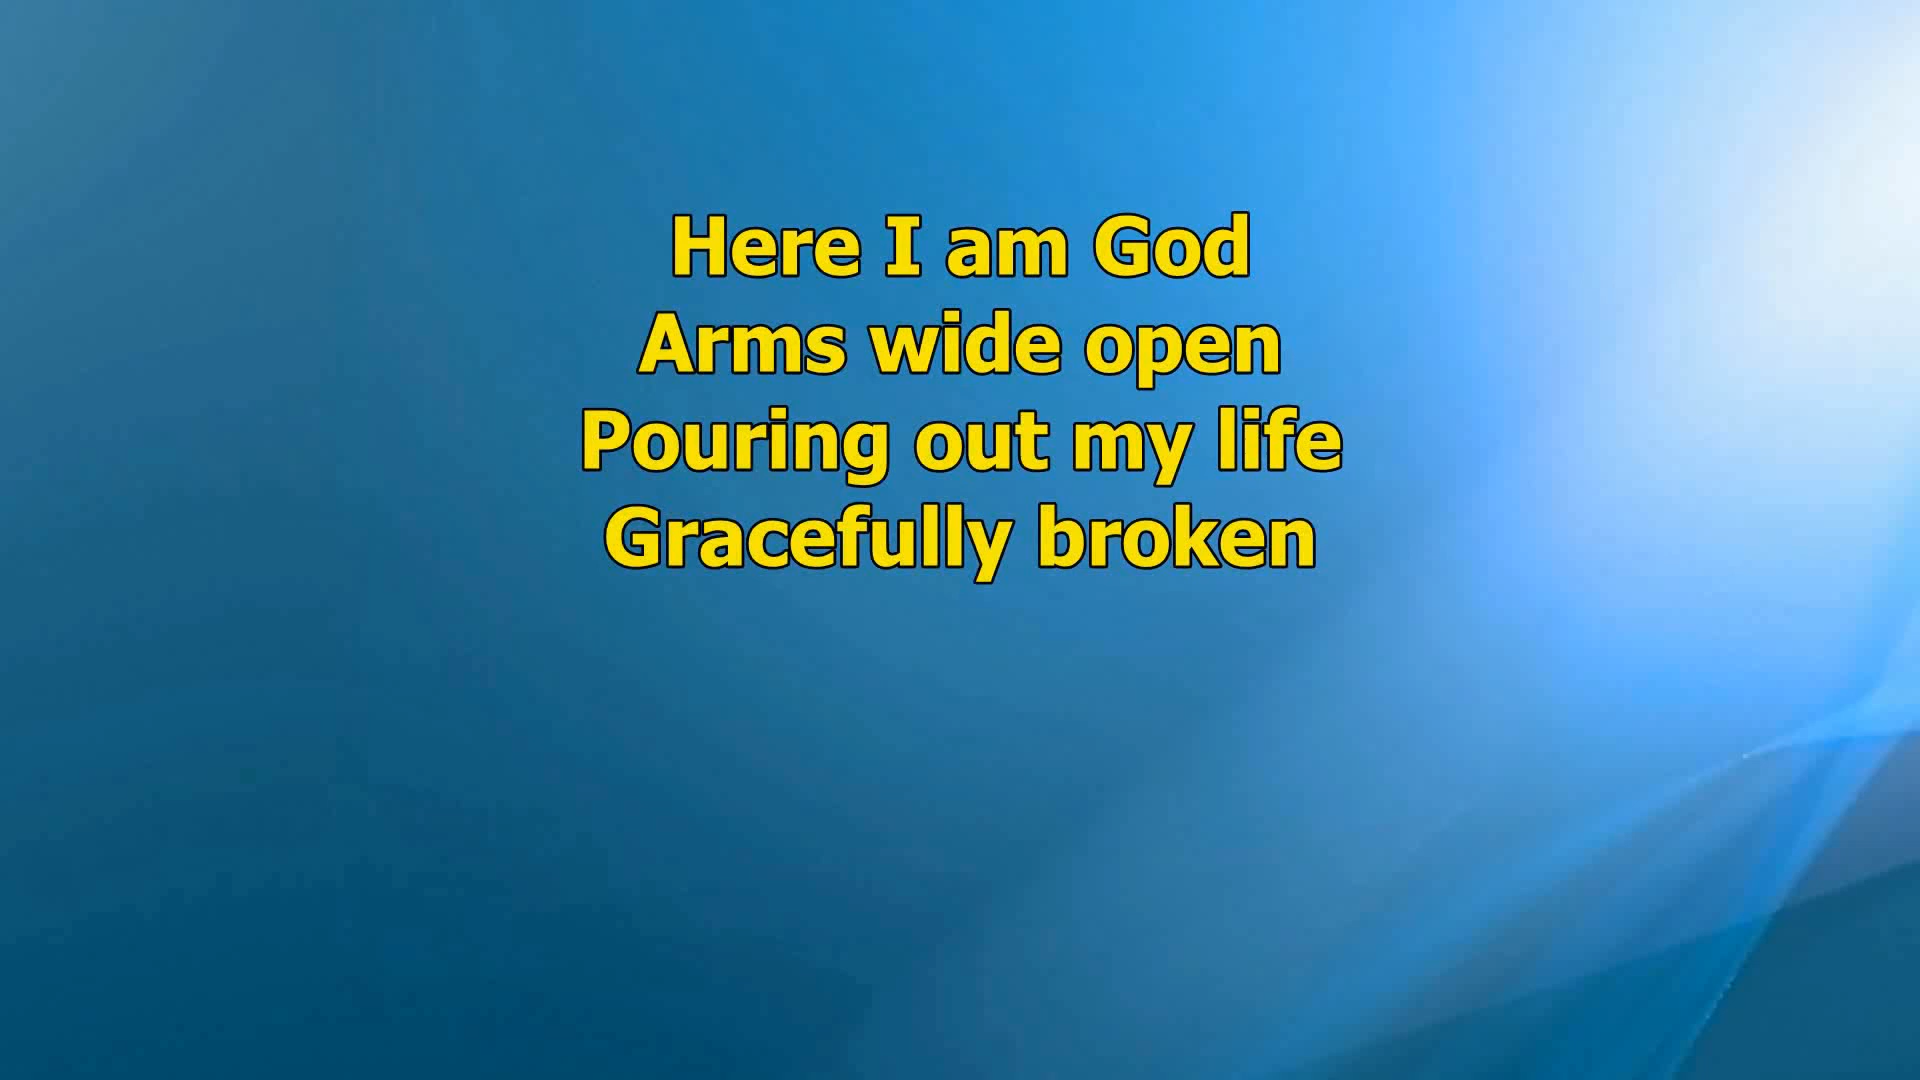 Here I am God
Arms wide open
Pouring out my life
Gracefully broken